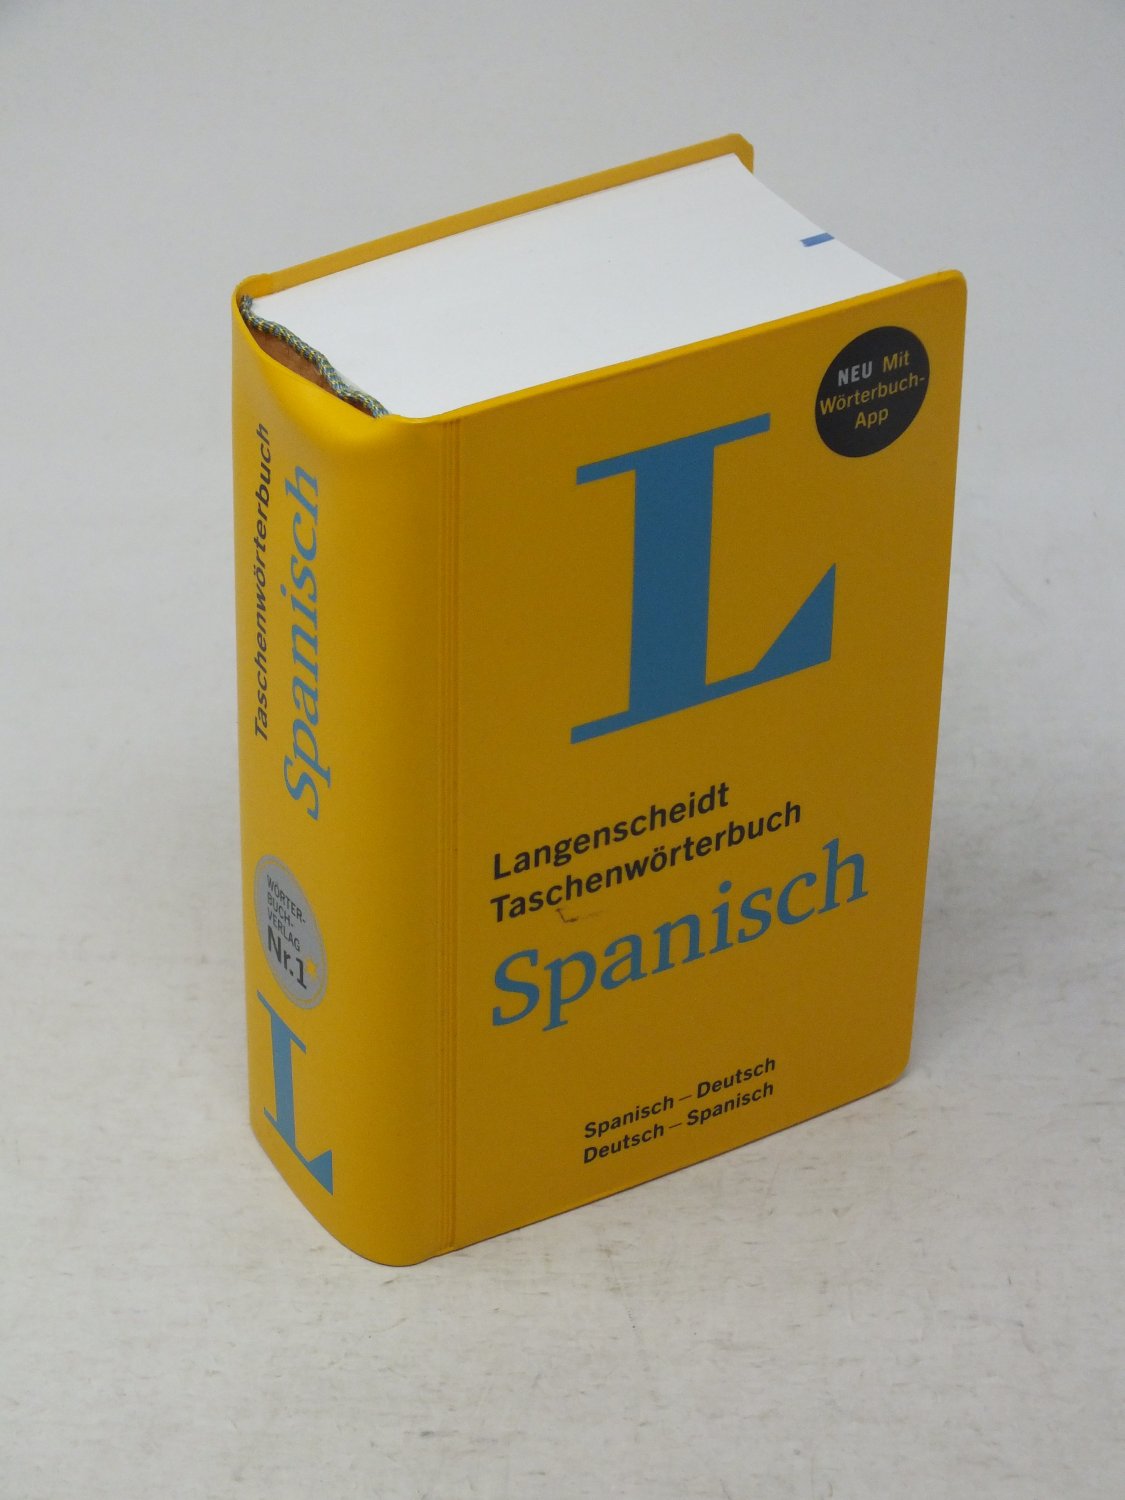 Taschenwörterbuch
Spanisch
WÖRTER-
BUCH-
VERLAG
Nr.1
L
NEU Mit
Wörterbuch-
App
L
Langenscheidt
Taschenwörterbuch
Spanisch
Spanisch – Deutsch
Deutsch – Spanisch